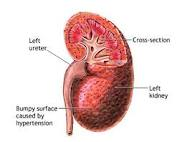 Left
ureter
Cross-section
Left
kidney
Bumpy surface
caused by
hypertension